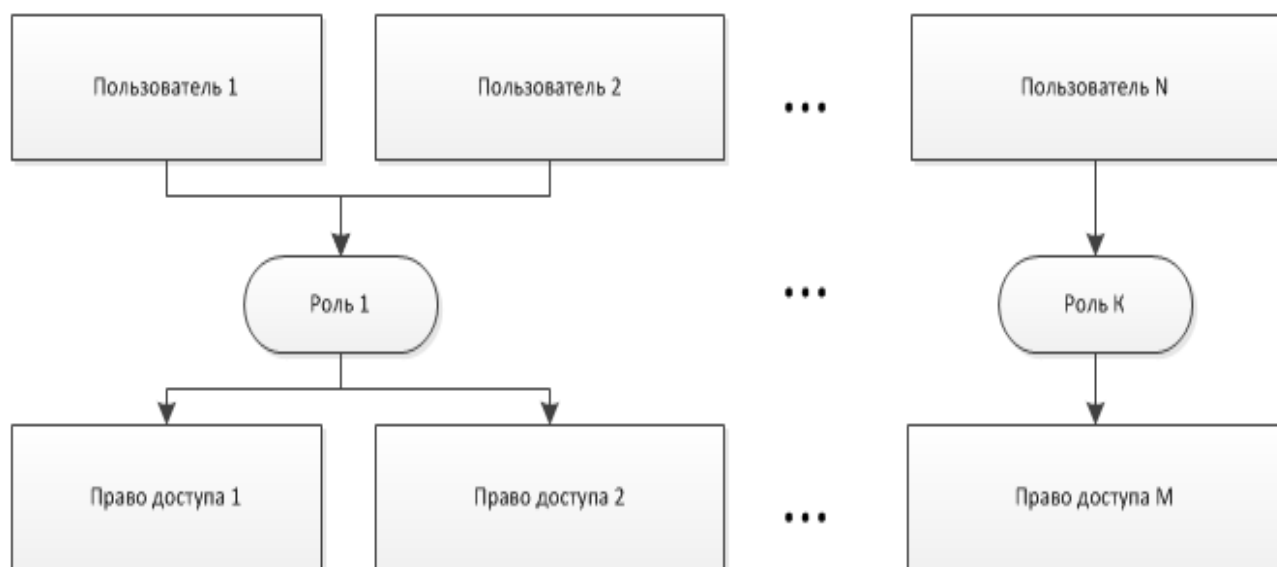 Пользователь 1
Пользователь 2
...
Пользователь N
Роль 1
...
Роль К
Право доступа 1
Право доступа 2
...
Право доступа М